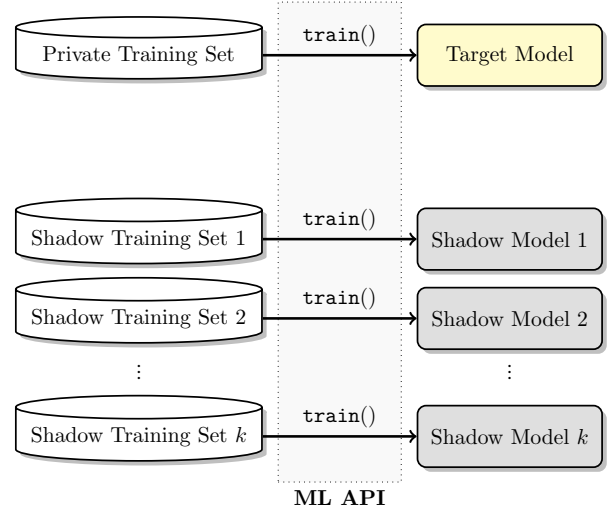 Private Training Set train() Target Model
Shadow Training Set 1 train() Shadow Model 1
Shadow Training Set 2 train() Shadow Model 2
⋮ ⋮
Shadow Training Set k train() Shadow Model k
ML API